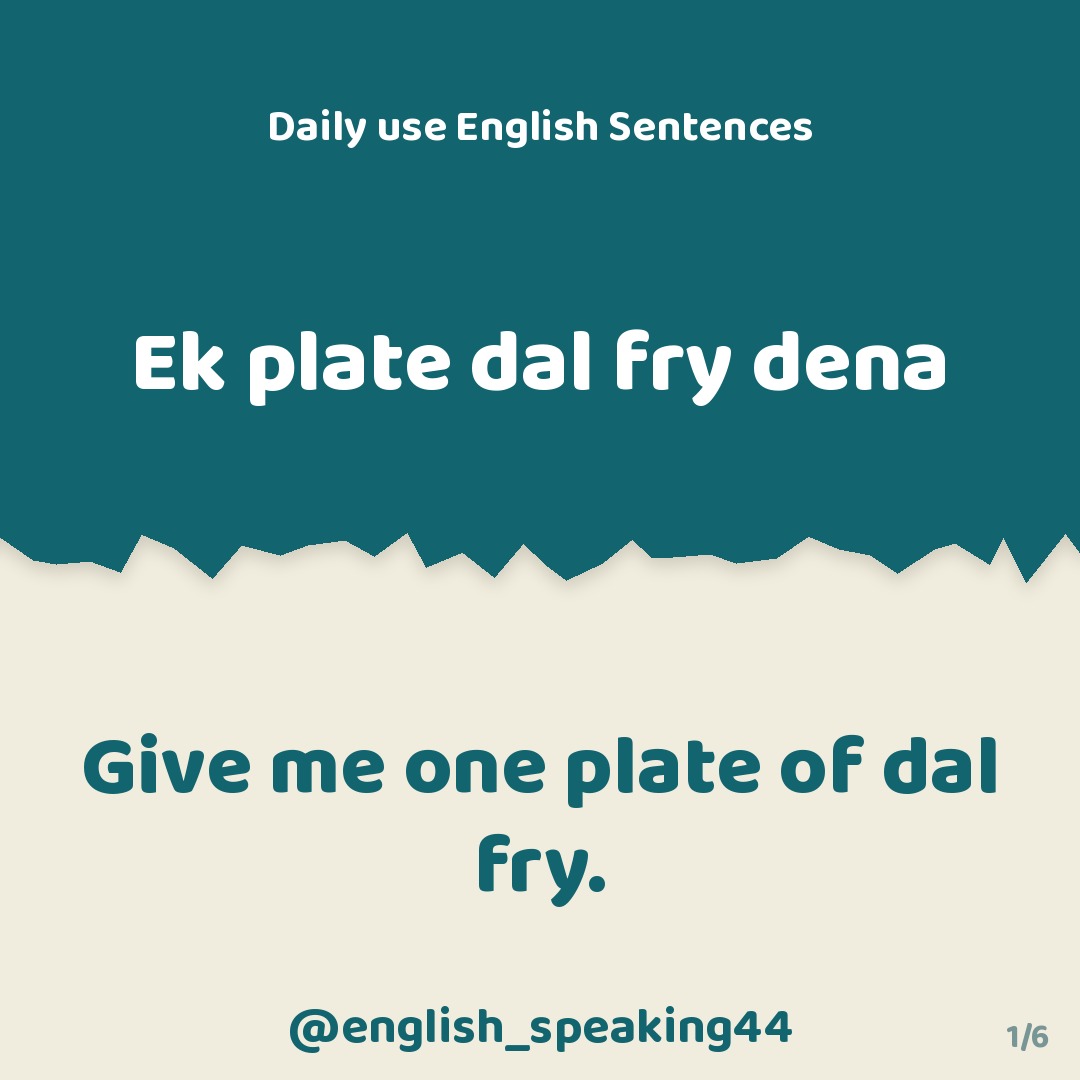 Daily use English Sentences
Ek plate dal fry dena
Give me one plate of dal
fry.
@english_speaking44
1/6